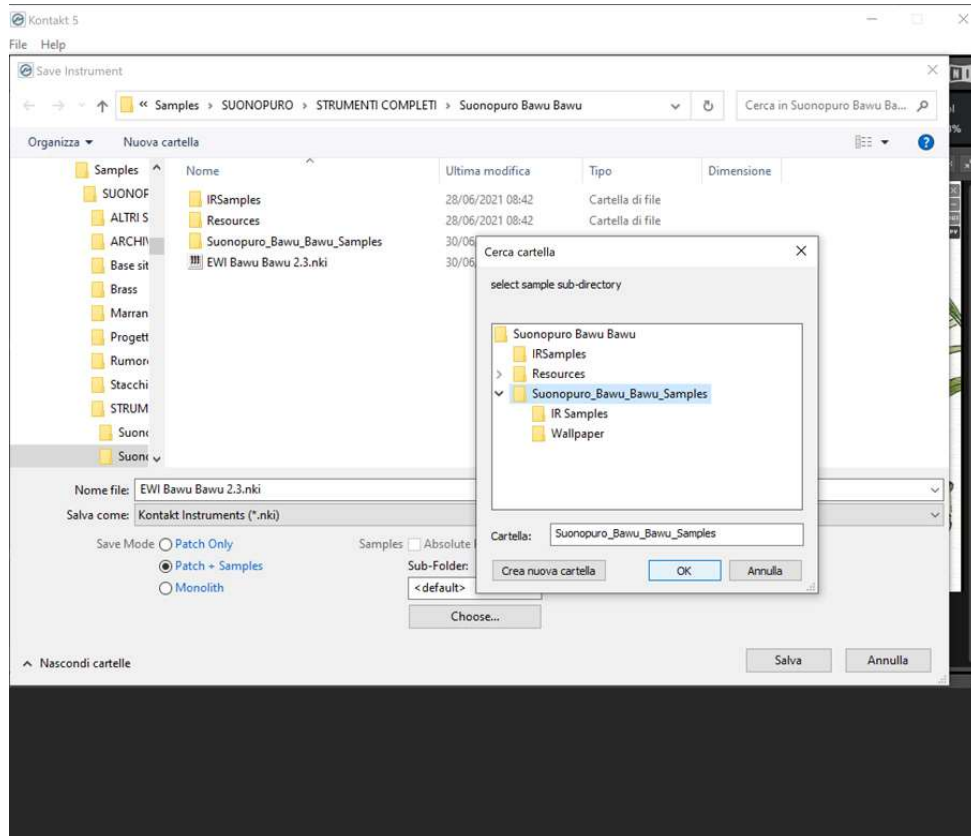 Kontakt 5
File Help
Save Instrument
« Samples › SUONOPURO › STRUMENTI COMPLETI › Suonopuro Bawu Bawu
Cerca in Suonopuro Bawu Ba...
Organizza Nuova cartella
Samples
SUONOP
ALTRI S
ARCHIV
Base sit
Brass
Marran
Progett
Rumor
Stacchi
STRUM
Suon
Suon
Nome Ultima modifica Tipo Dimensione
IRSamples 28/06/2021 08:42 Cartella di file
Resources 28/06/2021 08:42 Cartella di file
Suonopuro_Bawu_Bawu_Samples 30/06
EWI Bawu Bawu 2.3.nki 30/06
Cerca cartella
select sample sub-directory
Suonopuro Bawu Bawu
IRSamples
Resources
Suonopuro_Bawu_Bawu_Samples
IR Samples
Wallpaper
Cartella: Suonopuro_Bawu_Bawu_Samples
Crea nuova cartella OK Annulla
Nome file: EWI Bawu Bawu 2.3.nki
Salva come: Kontakt Instruments (*.nki)
Save Mode Patch Only Samples Absolute
Patch + Samples Sub-Folder:
Monolith <default>
Choose...
Nascondi cartelle Salva Annulla